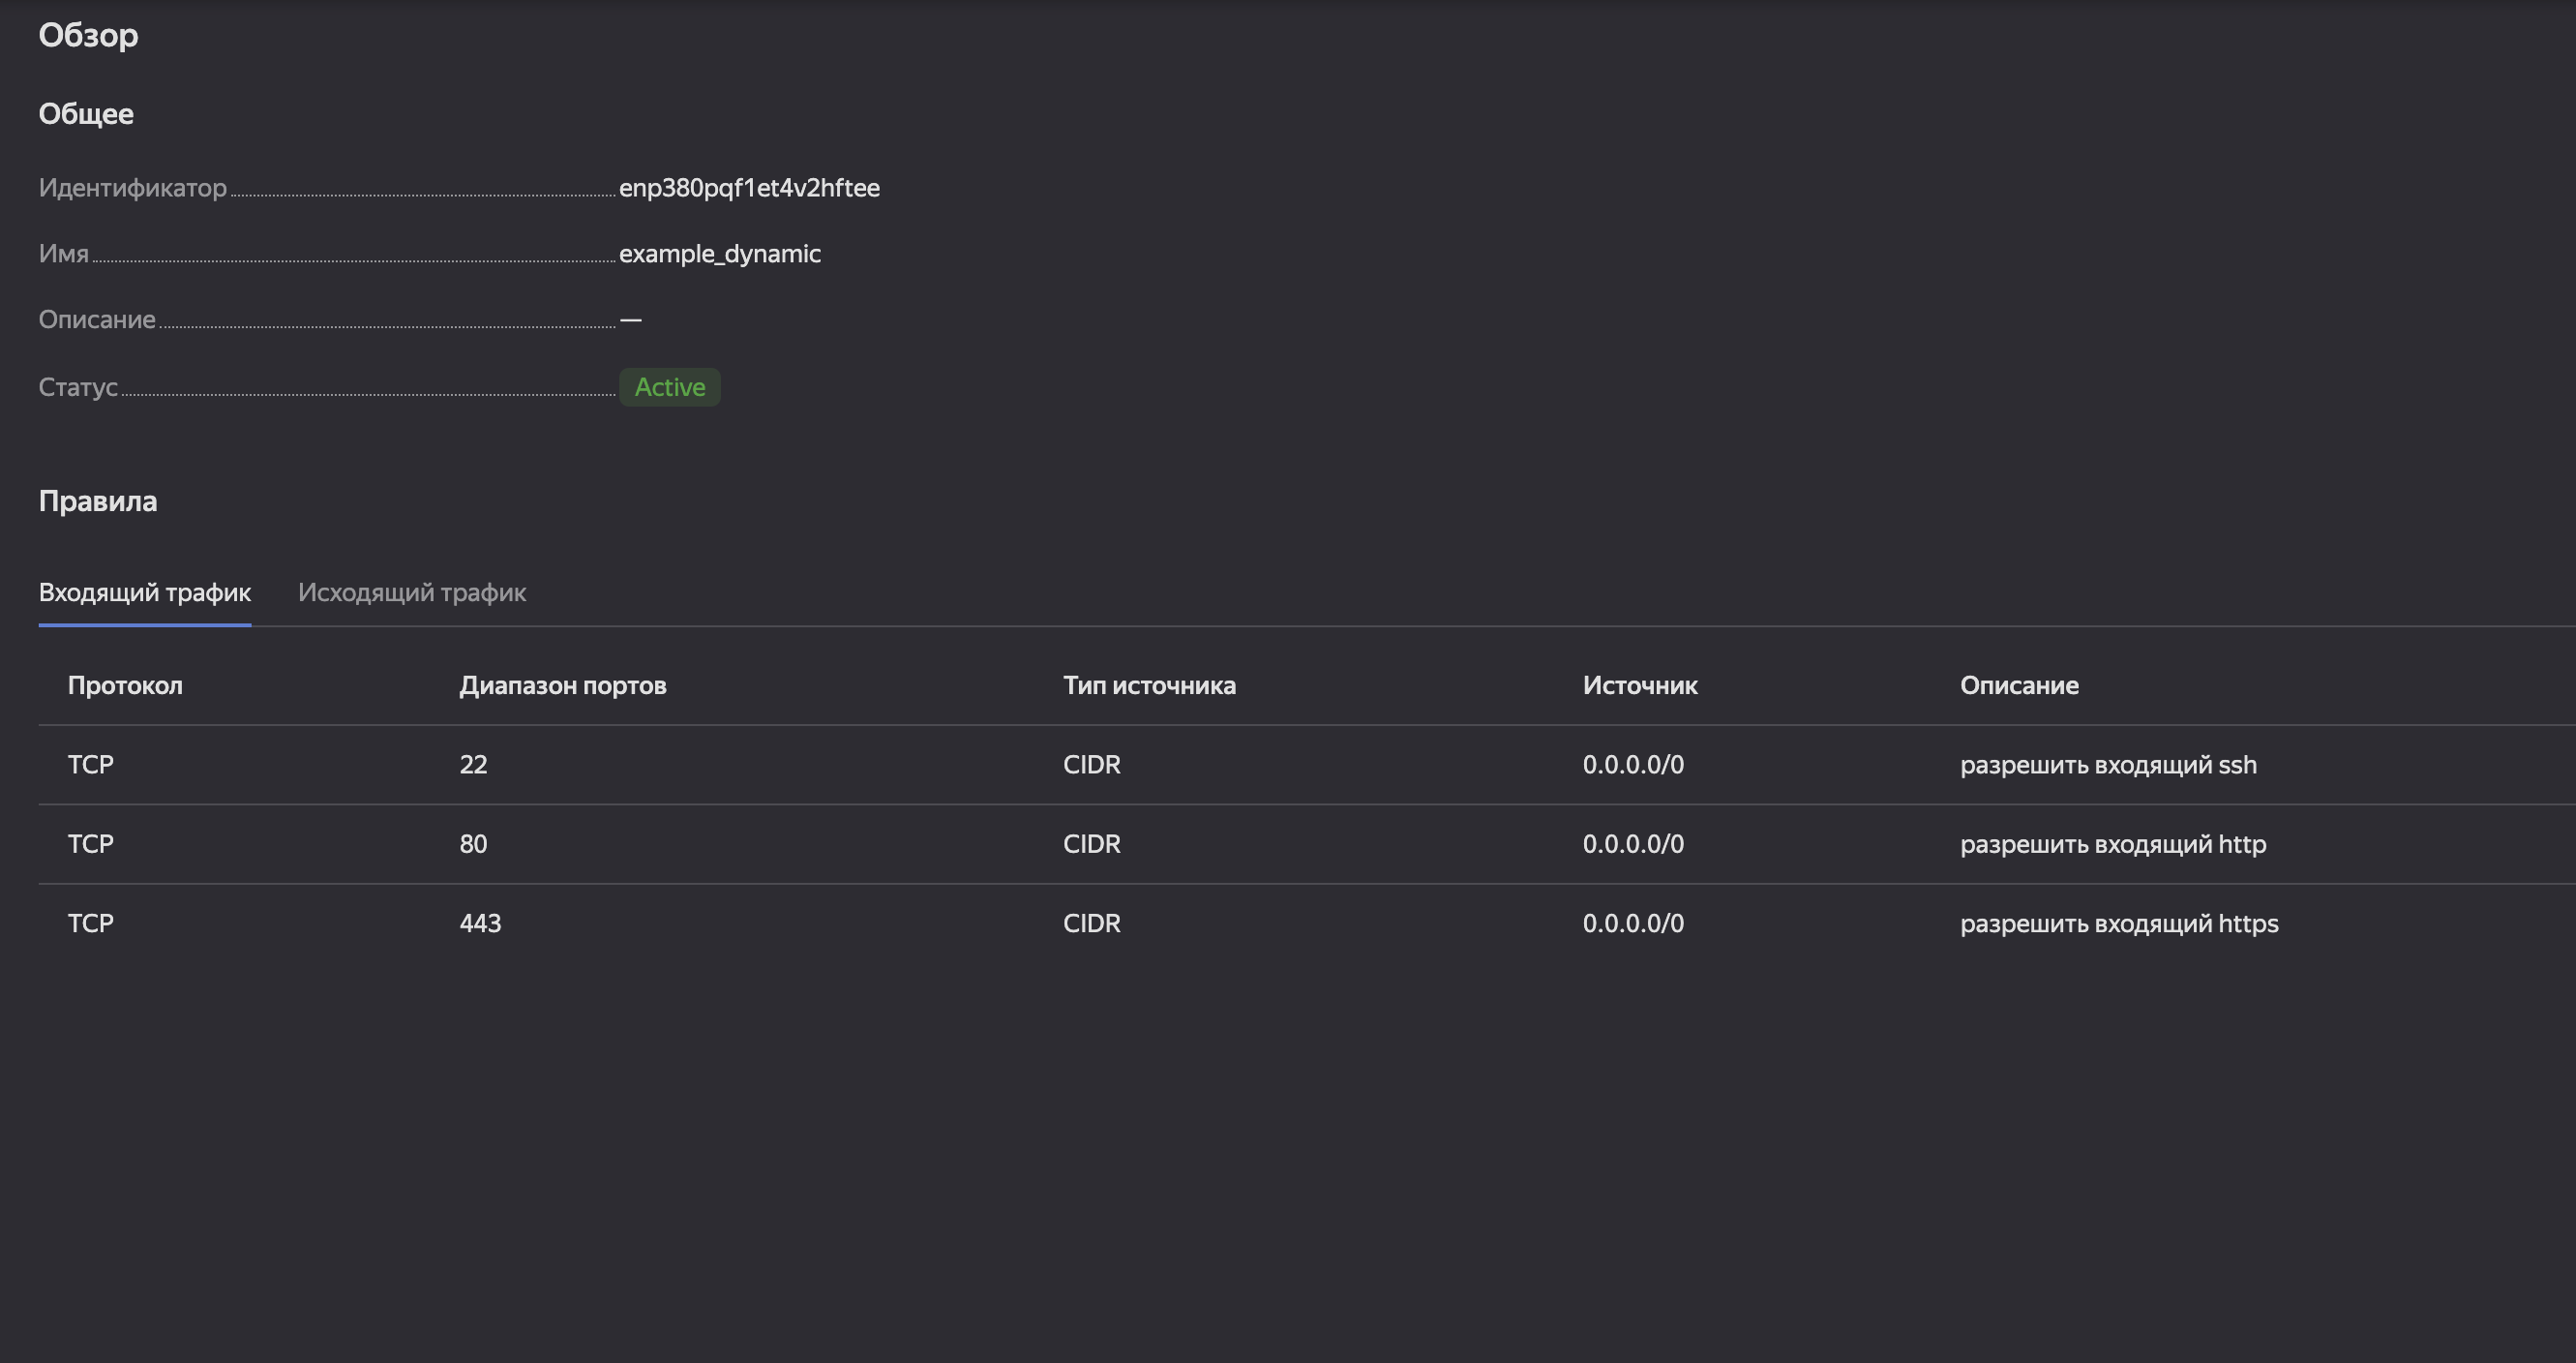 Обзор
Общее
Идентификатор enp380pqf1et4v2hftee
Имя example_dynamic
Описание —
Статус Active
Правила
Входящий трафик Исходящий трафик
Протокол Диапазон портов Тип источника Источник Описание
TCP 22 CIDR 0.0.0.0/0 разрешить входящий ssh
TCP 80 CIDR 0.0.0.0/0 разрешить входящий http
TCP 443 CIDR 0.0.0.0/0 разрешить входящий https